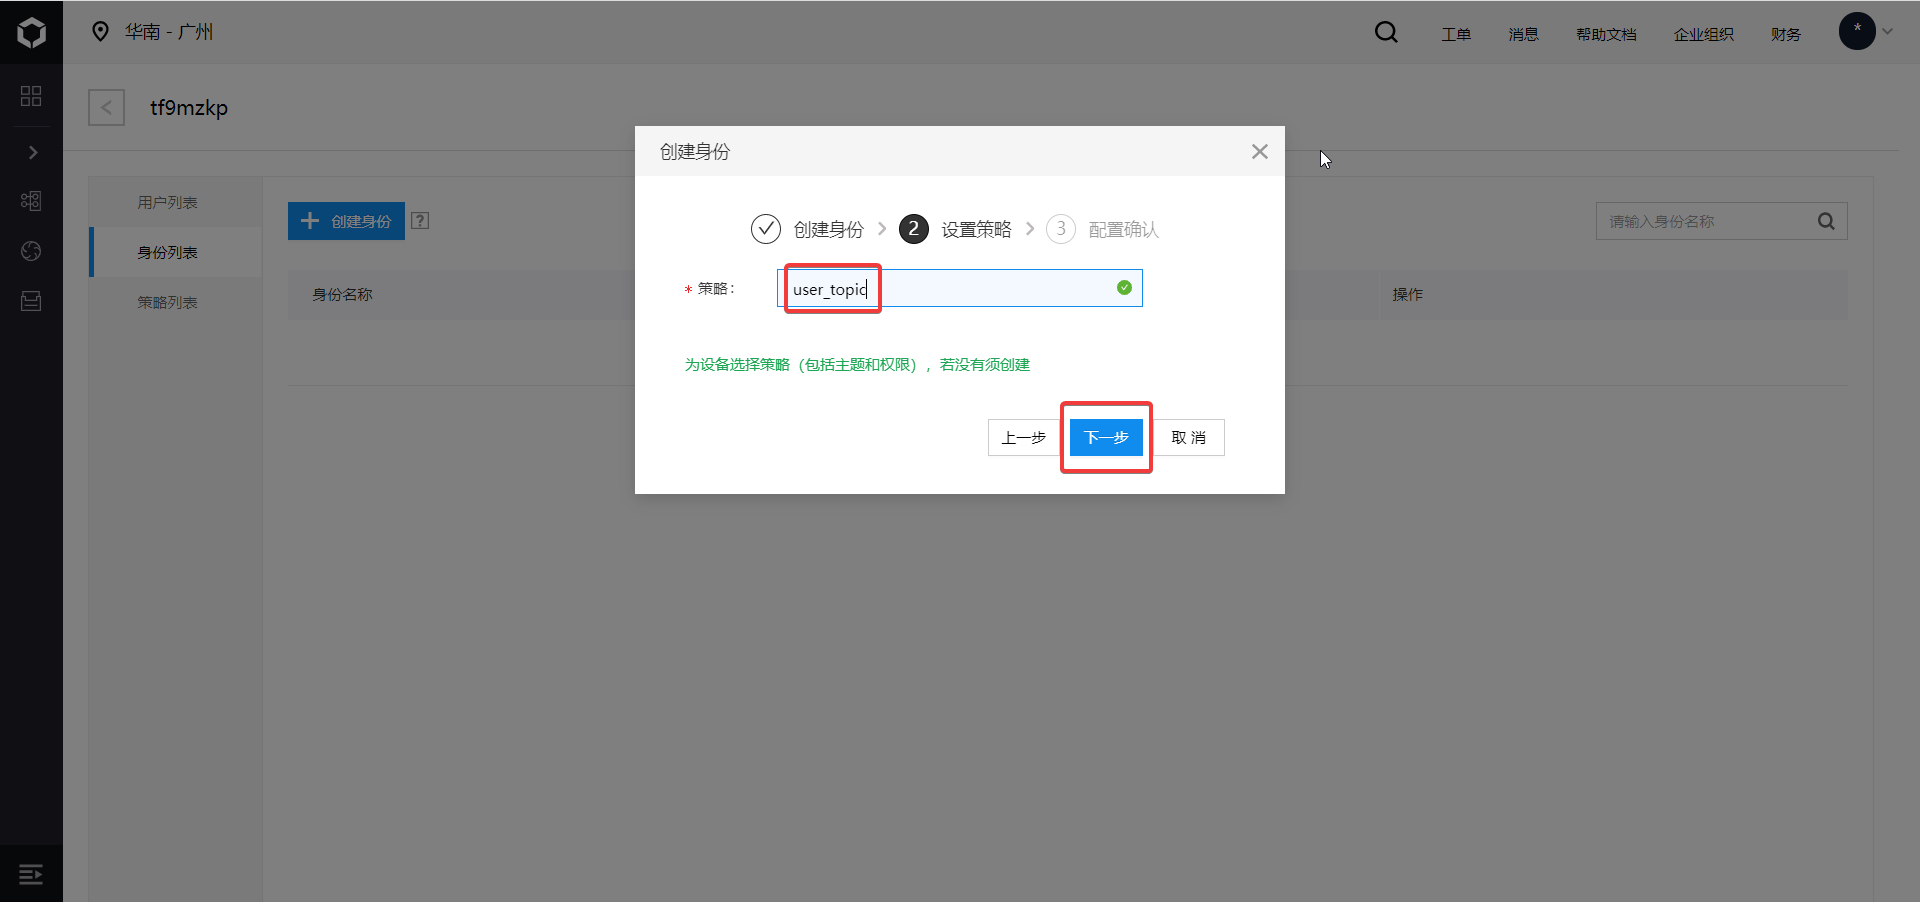 华南 - 广州
工单
消息
帮助文档
企业组织
财务
*
tf9mzkp
用户列表
身份列表
策略列表
创建身份
?
请输入身份名称
身份名称
操作
创建身份
创建身份
2
设置策略
3
配置确认
* 策略：
user_topic
为设备选择策略（包括主题和权限），若没有须创建
上一步
下一步
取 消